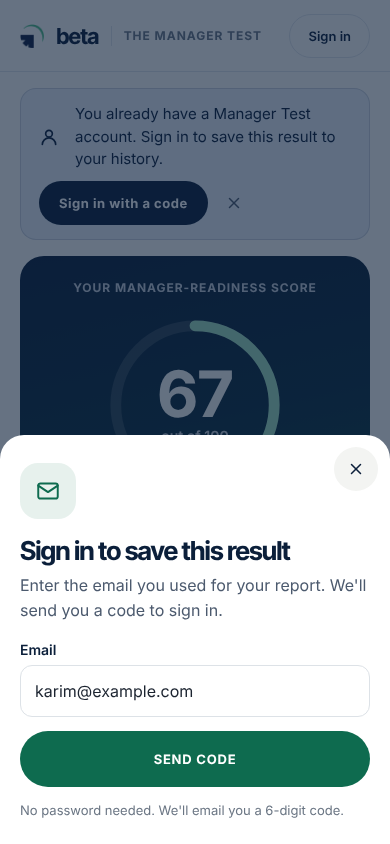 beta
THE MANAGER TEST
Sign in
You already have a Manager Test
account. Sign in to save this result to
your history.
Sign in with a code
YOUR MANAGER-READINESS SCORE
67
out of 100
Sign in to save this result
Enter the email you used for your report. We'll
send you a code to sign in.
Email
karim@example.com
SEND CODE
No password needed. We'll email you a 6-digit code.